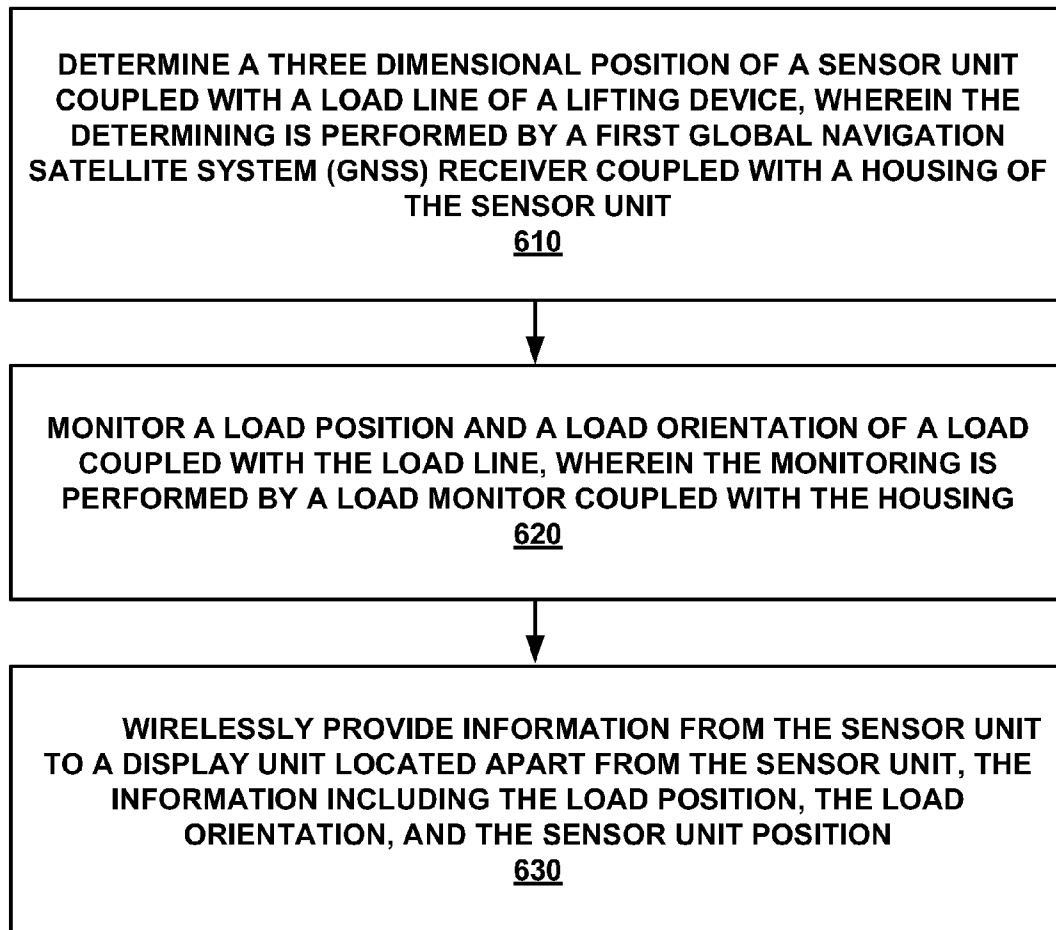 DETERMINE A THREE DIMENSIONAL POSITION OF A SENSOR UNIT
COUPLED WITH A LOAD LINE OF A LIFTING DEVICE, WHEREIN THE
DETERMINING IS PERFORMED BY A FIRST GLOBAL NAVIGATION
SATELLITE SYSTEM (GNSS) RECEIVER COUPLED WITH A HOUSING OF
THE SENSOR UNIT
610
MONITOR A LOAD POSITION AND A LOAD ORIENTATION OF A LOAD
COUPLED WITH THE LOAD LINE, WHEREIN THE MONITORING IS
PERFORMED BY A LOAD MONITOR COUPLED WITH THE HOUSING
620
WIRELESSLY PROVIDE INFORMATION FROM THE SENSOR UNIT
TO A DISPLAY UNIT LOCATED APART FROM THE SENSOR UNIT, THE
INFORMATION INCLUDING THE LOAD POSITION, THE LOAD
ORIENTATION, AND THE SENSOR UNIT POSITION
630